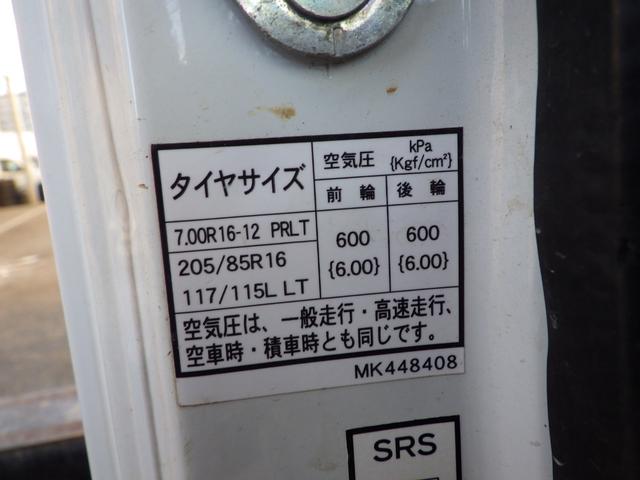 タイヤサイズ 空気圧 kPa {Kgf/cm²}
前輪 後輪
7.00R16-12 PRLT 600 {6.00} 600 {6.00}
205/85R16
117/115L LT
空気圧は、一般走行・高速走行、
空車時・積車時とも同じです。
MK448408
SRS